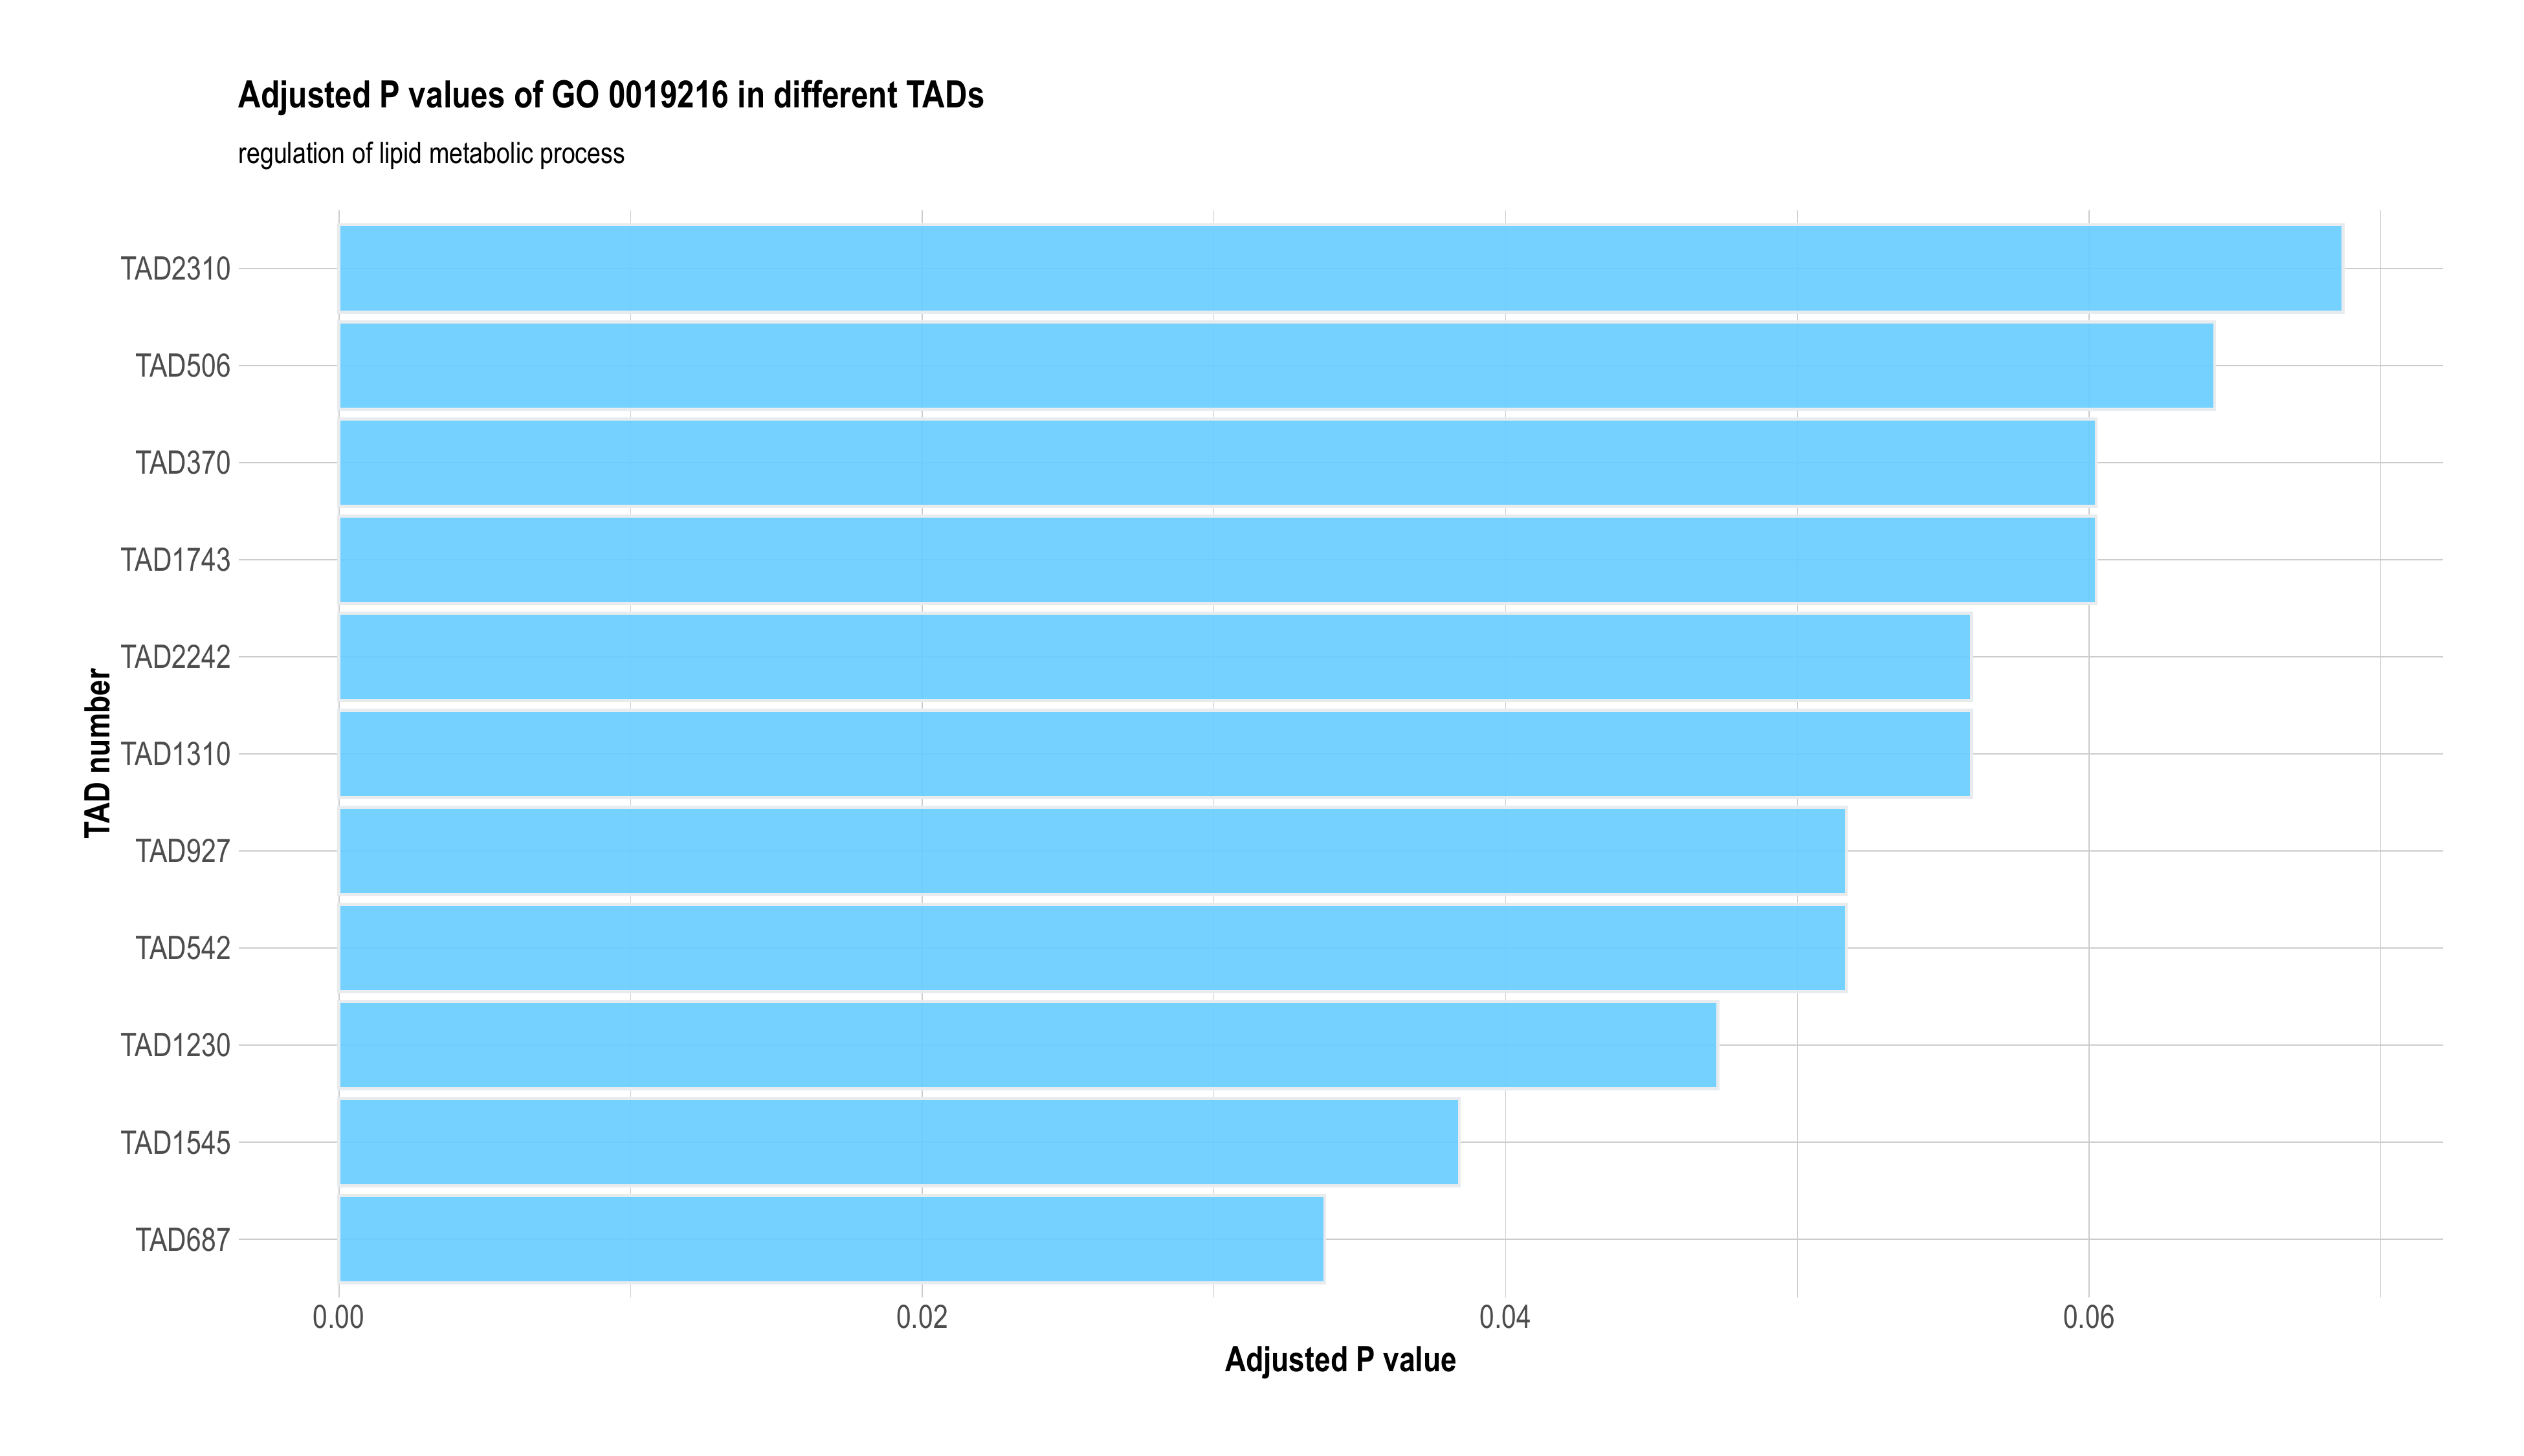 Adjusted P values of GO 0019216 in different TADs
regulation of lipid metabolic process
TAD number
TAD2310
TAD506
TAD370
TAD1743
TAD2242
TAD1310
TAD927
TAD542
TAD1230
TAD1545
TAD687
0.00 0.02 0.04 0.06
Adjusted P value